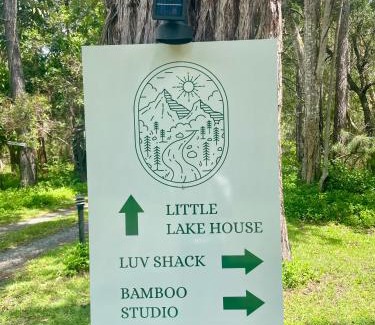 LITTLE
LAKE HOUSE
LUV SHACK
BAMBOO
STUDIO